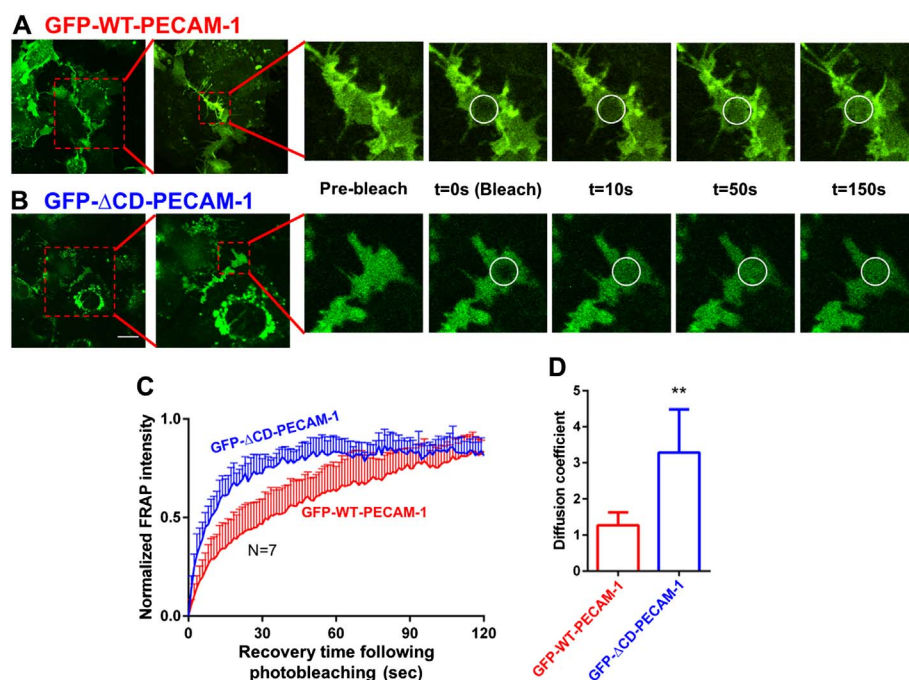 A GFP-WT-PECAM-1
Pre-bleach t=0s (Bleach) t=10s t=50s t=150s
B GFP-ΔCD-PECAM-1
C
1.0
0.5
0.0
Normalized FRAP intensity
GFP-ΔCD-PECAM-1
GFP-WT-PECAM-1
N=7
0 30 60 90 120
Recovery time following
photobleaching (sec)
D
5
4
3
2
1
0
Diffusion coefficient
**
GFP-WT-PECAM-1
GFP-ΔCD-PECAM-1